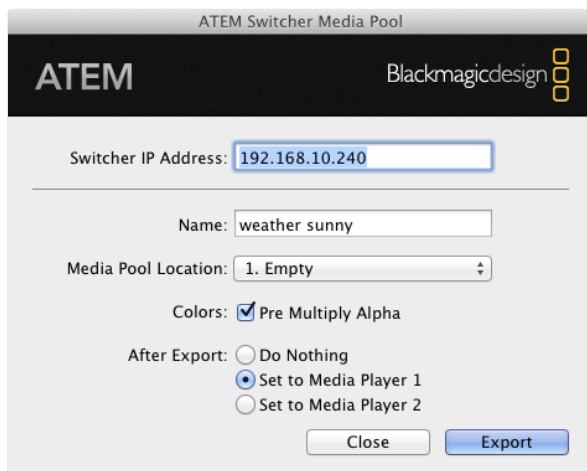 ATEM Switcher Media Pool
ATEM
Blackmagicdesign
Switcher IP Address: 192.168.10.240
Name: weather sunny
Media Pool Location: 1. Empty
Colors: Pre Multiply Alpha
After Export: Do Nothing
Set to Media Player 1
Set to Media Player 2
Close Export